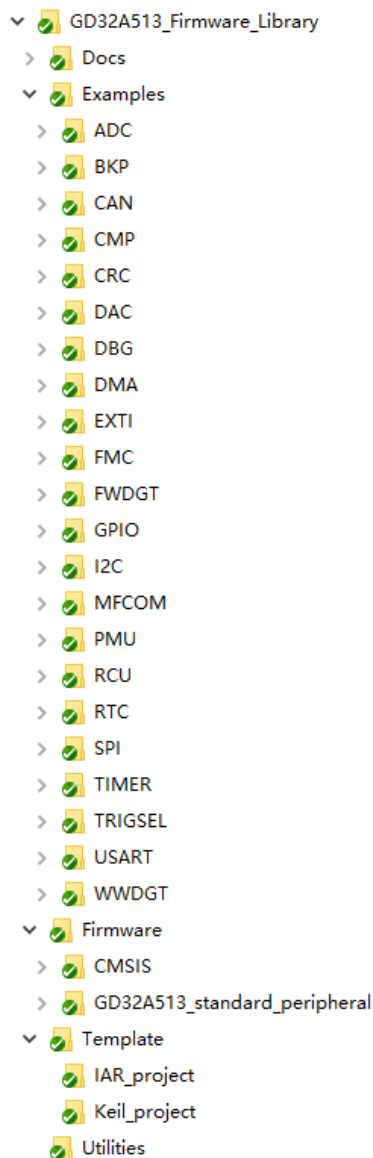 GD32A513_Firmware_Library
Docs
Examples
ADC
BKP
CAN
CMP
CRC
DAC
DBG
DMA
EXTI
FMC
FWDGT
GPIO
I2C
MFCOM
PMU
RCU
RTC
SPI
TIMER
TRIGSEL
USART
WWDGT
Firmware
CMSIS
GD32A513_standard_peripheral
Template
IAR_project
Keil_project
Utilities